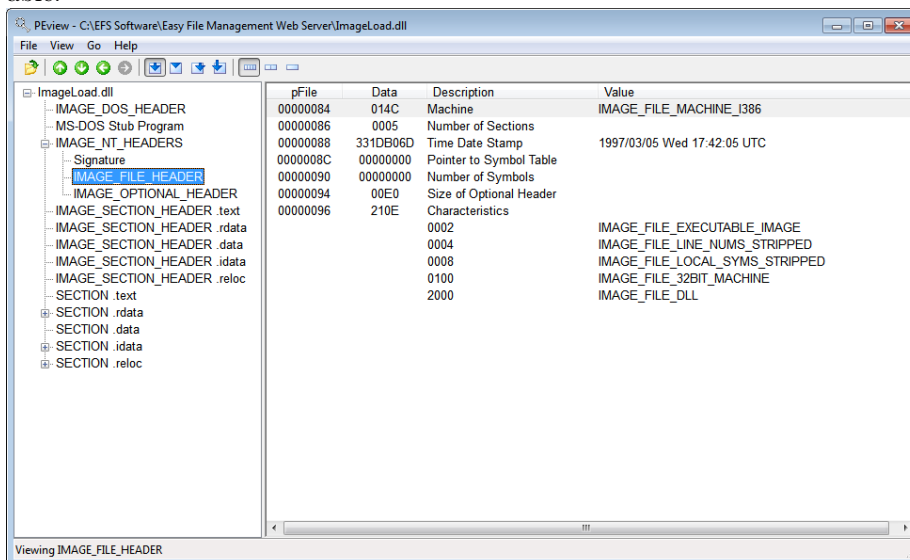 PEview - C:\EFS Software\Easy File Management Web Server\ImageLoad.dll
File View Go Help
ImageLoad.dll
IMAGE_DOS_HEADER
MS-DOS Stub Program
IMAGE_NT_HEADERS
Signature
IMAGE_FILE_HEADER
IMAGE_OPTIONAL_HEADER
IMAGE_SECTION_HEADER .text
IMAGE_SECTION_HEADER .rdata
IMAGE_SECTION_HEADER .data
IMAGE_SECTION_HEADER .idata
IMAGE_SECTION_HEADER .reloc
SECTION .text
SECTION .rdata
SECTION .data
SECTION .idata
SECTION .reloc
pFile Data Description Value
00000084 014C Machine IMAGE_FILE_MACHINE_I386
00000086 0005 Number of Sections
00000088 331DB06D Time Date Stamp 1997/03/05 Wed 17:42:05 UTC
0000008C 00000000 Pointer to Symbol Table
00000090 00000000 Number of Symbols
00000094 00E0 Size of Optional Header
00000096 210E Characteristics
0002 IMAGE_FILE_EXECUTABLE_IMAGE
0004 IMAGE_FILE_LINE_NUMS_STRIPPED
0008 IMAGE_FILE_LOCAL_SYMS_STRIPPED
0100 IMAGE_FILE_32BIT_MACHINE
2000 IMAGE_FILE_DLL
Viewing IMAGE_FILE_HEADER